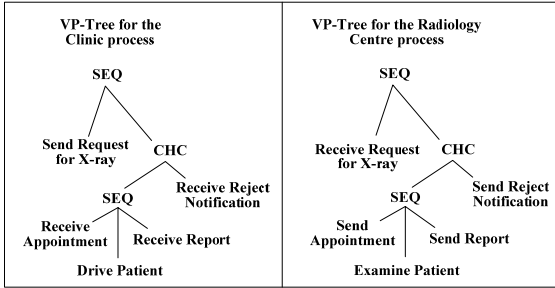 VP-Tree for the
Clinic process
SEQ
Send Request
for X-ray
CHC
SEQ
Receive Reject
Notification
Receive
Appointment
Receive Report
Drive Patient
VP-Tree for the Radiology
Centre process
SEQ
Receive Request
for X-ray
CHC
SEQ
Send Reject
Notification
Send
Appointment
Send Report
Examine Patient